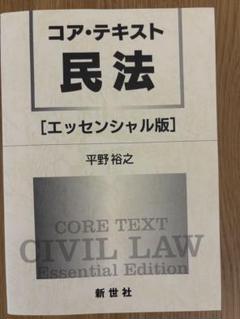 コア・テキスト
民法
[エッセンシャル版]
平野裕之
CORE TEXT
CIVIL LAW
Essential Edition
新世社